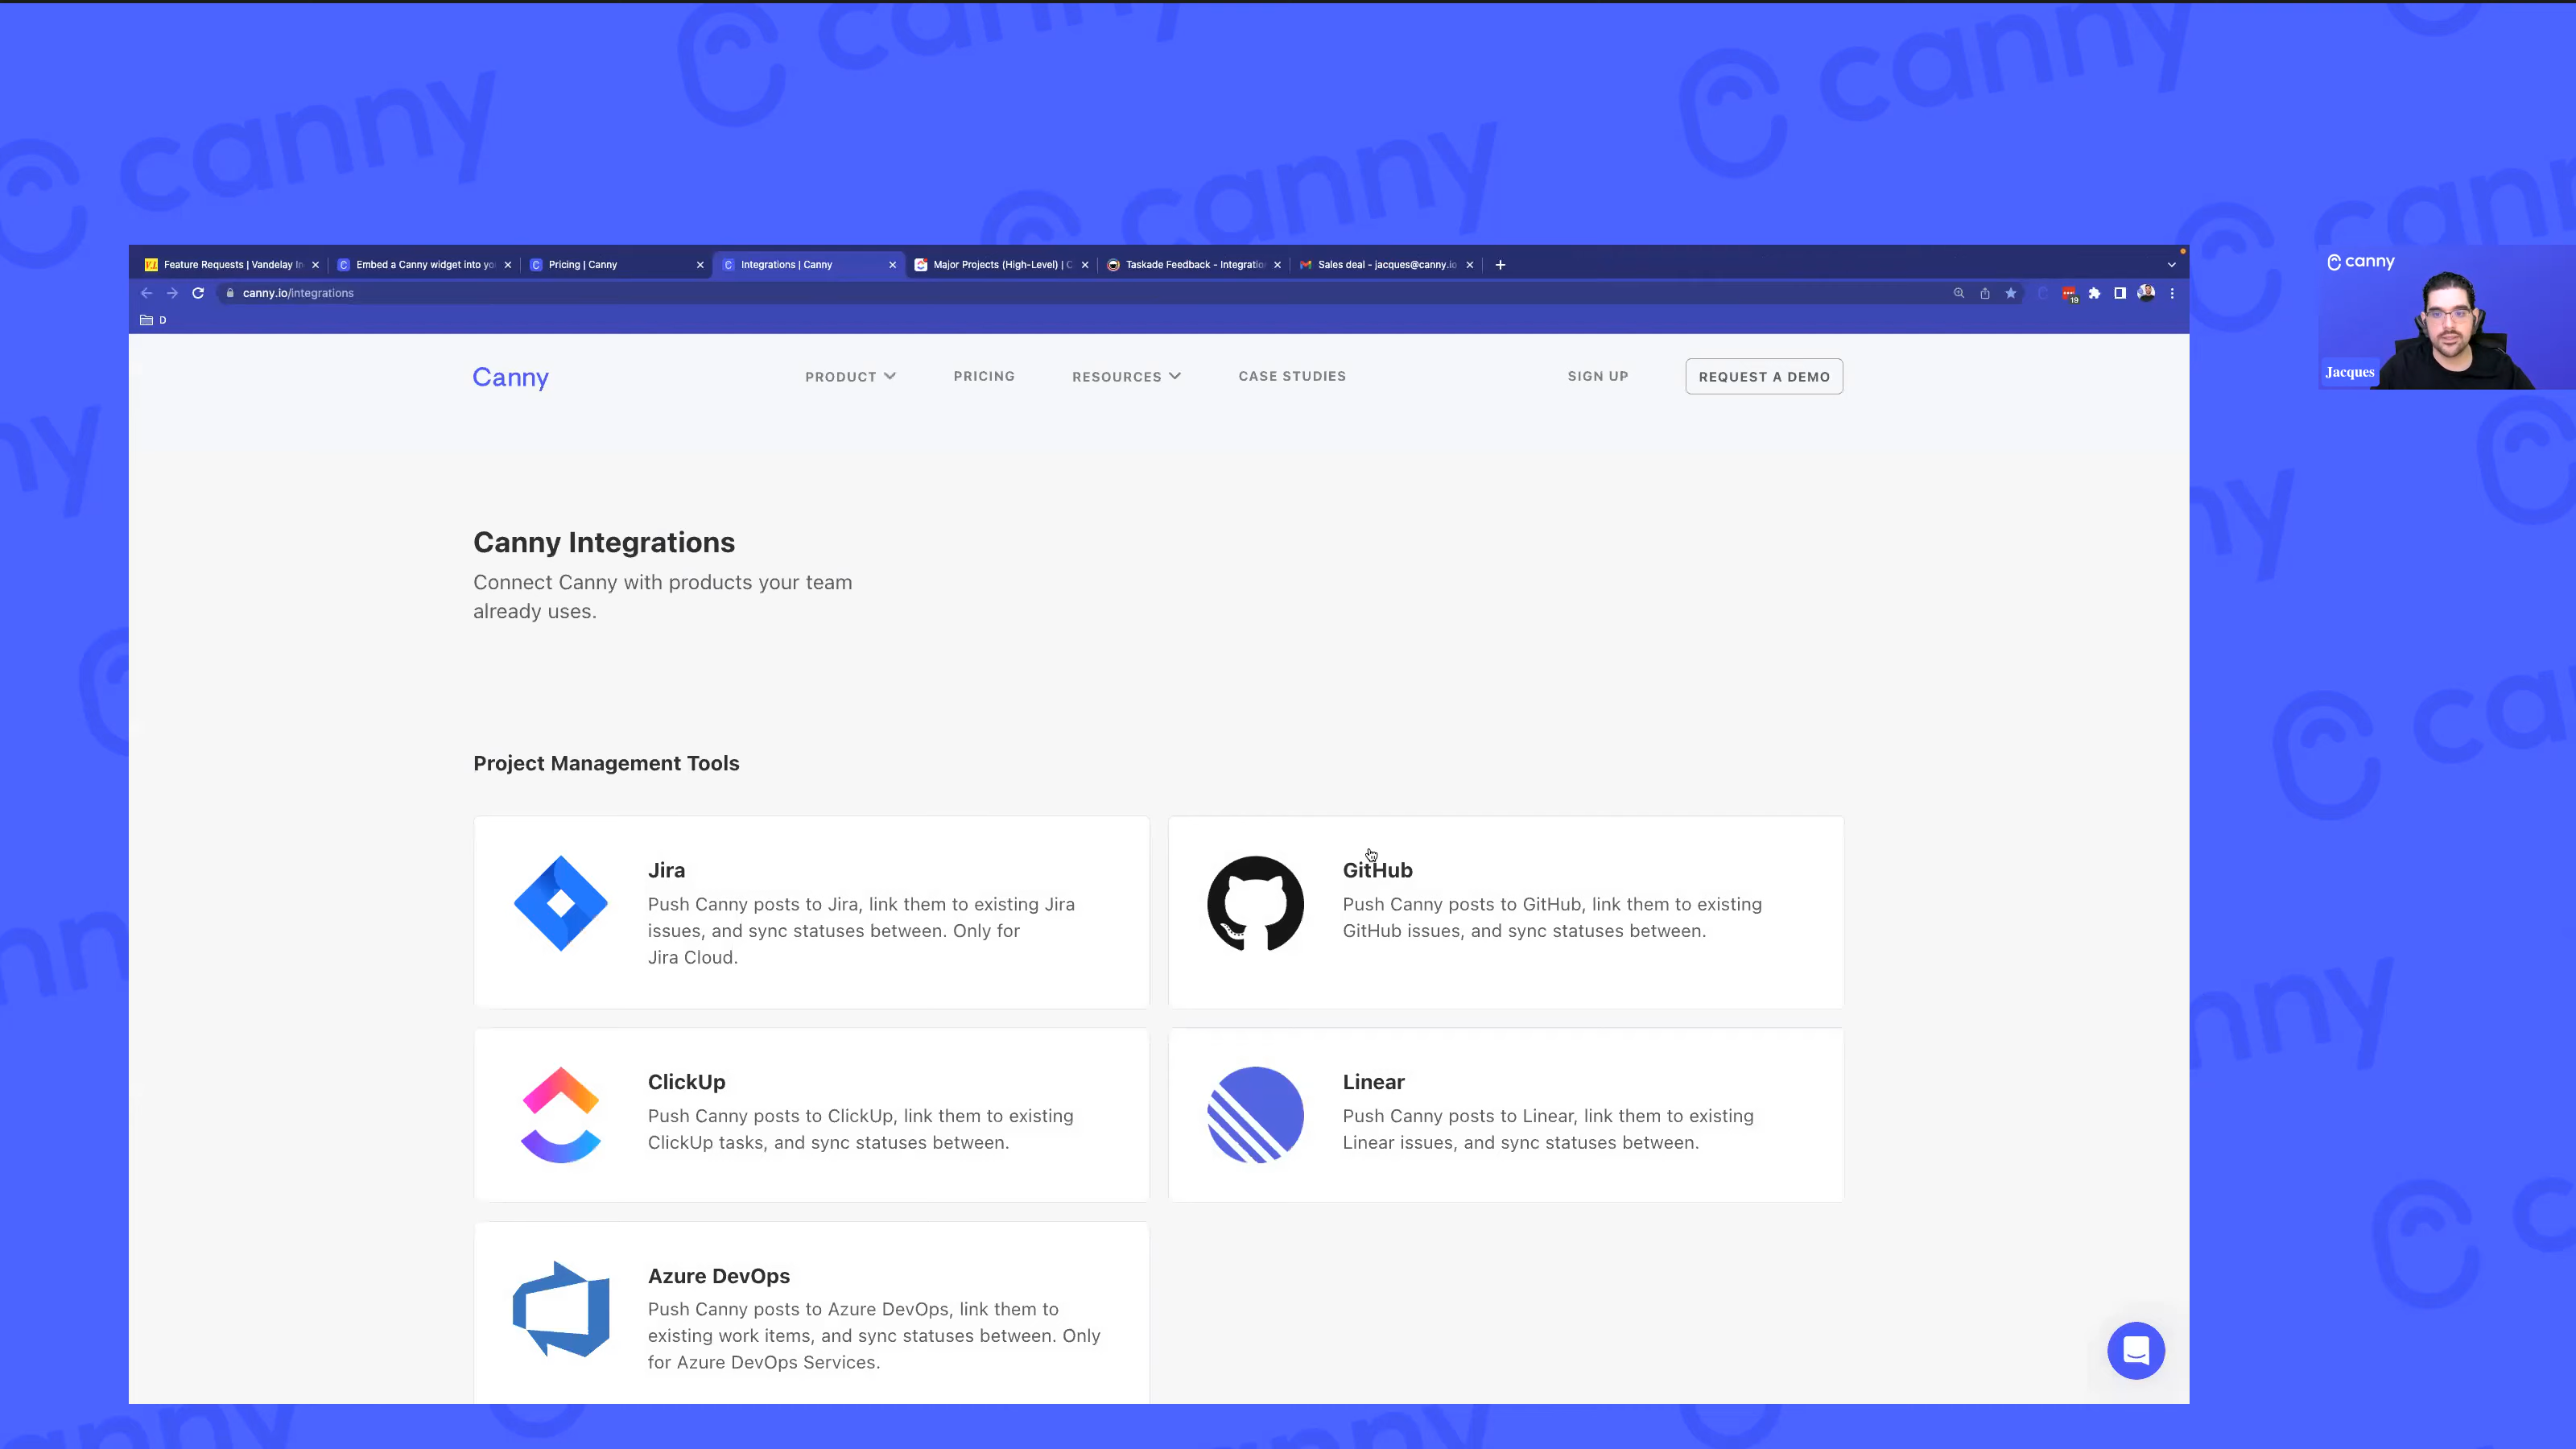 canny
canny
canny
canny
Feature Requests | Vandelay In
Embed a Canny widget into yo
Pricing | Canny
Integrations | Canny
Major Projects (High-Level) | C
Taskade Feedback - Integratio
Sales deal - jacques@canny.io
canny.io/integrations
19
D
canny
Jacques
Canny
PRODUCT
PRICING
RESOURCES
CASE STUDIES
SIGN UP
REQUEST A DEMO
Canny Integrations
Connect Canny with products your team
already uses.
Project Management Tools
Jira
Push Canny posts to Jira, link them to existing Jira
issues, and sync statuses between. Only for
Jira Cloud.
GitHub
Push Canny posts to GitHub, link them to existing
GitHub issues, and sync statuses between.
ClickUp
Push Canny posts to ClickUp, link them to existing
ClickUp tasks, and sync statuses between.
Linear
Push Canny posts to Linear, link them to existing
Linear issues, and sync statuses between.
Azure DevOps
Push Canny posts to Azure DevOps, link them to
existing work items, and sync statuses between. Only
for Azure DevOps Services.